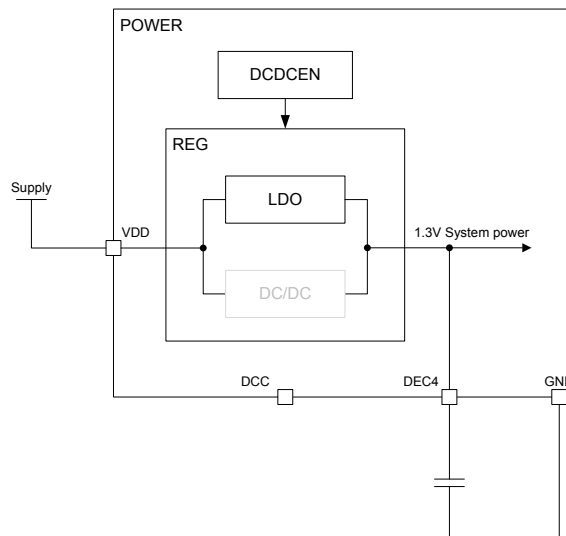 POWER
DCDCEN
REG
LDO
Supply
VDD
1.3V System power
DC/DC
DCC
DEC4